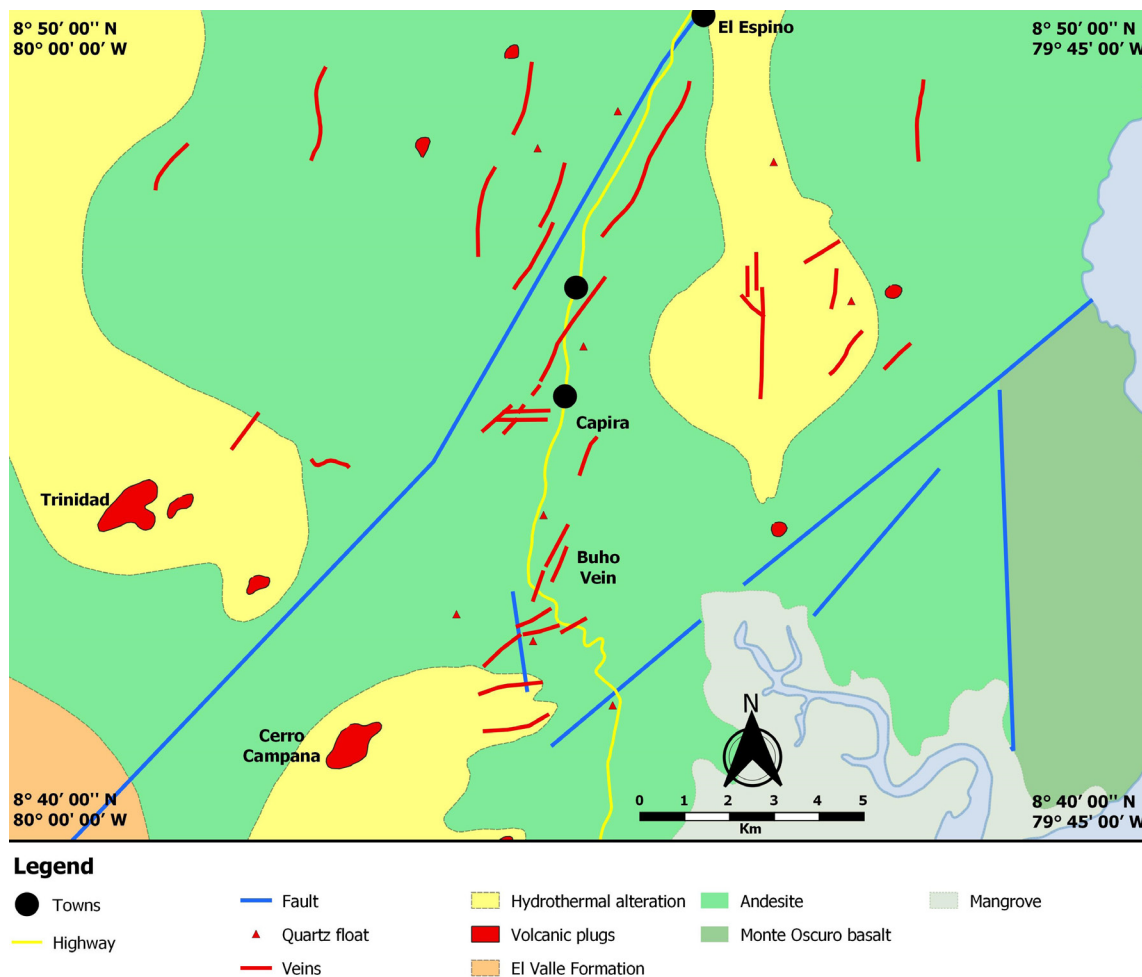 8° 50′ 00'' N
80° 00′ 00′ W
El Espino
8° 50′ 00'' N
79° 45' 00′ W
Capira
Trinidad
Buho
Vein
Cerro
Campana
N
8° 40′ 00'' N
80° 00′ 00′ W
0 1 2 3 4 5
Km
8° 40′ 00'' N
79° 45′ 00′ W
Legend
Towns
Highway
Fault
Quartz float
Veins
Hydrothermal alteration
Volcanic plugs
El Valle Formation
Andesite
Monte Oscuro basalt
Mangrove